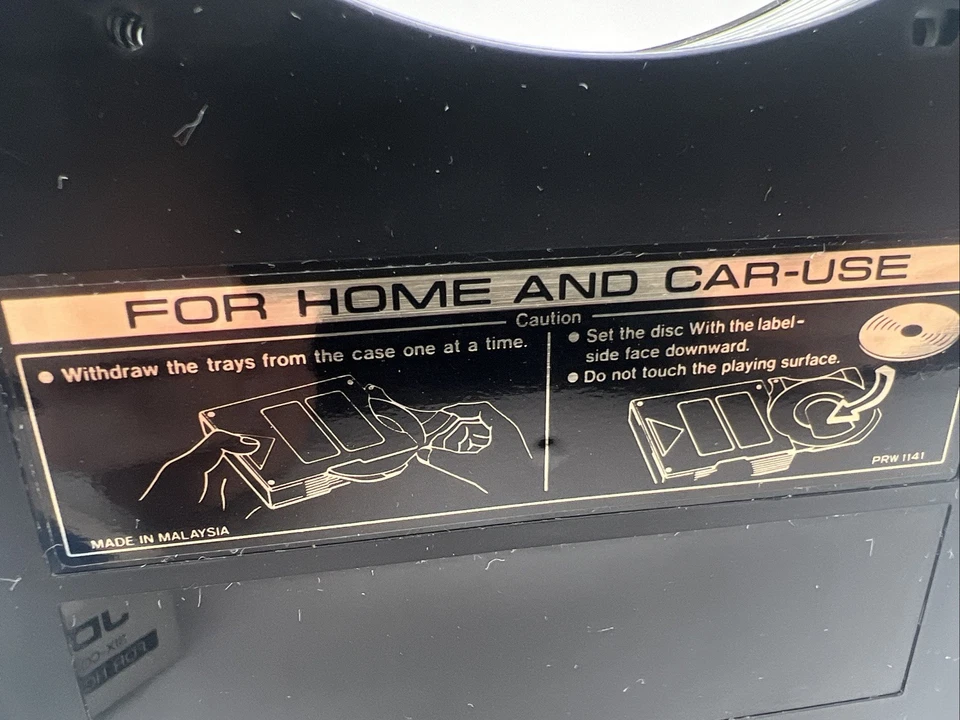 FOR HOME AND CAR-USE
Caution
● Withdraw the trays from the case one at a time.
● Set the disc With the label-
side face downward.
● Do not touch the playing surface.
PRW 1141
MADE IN MALAYSIA